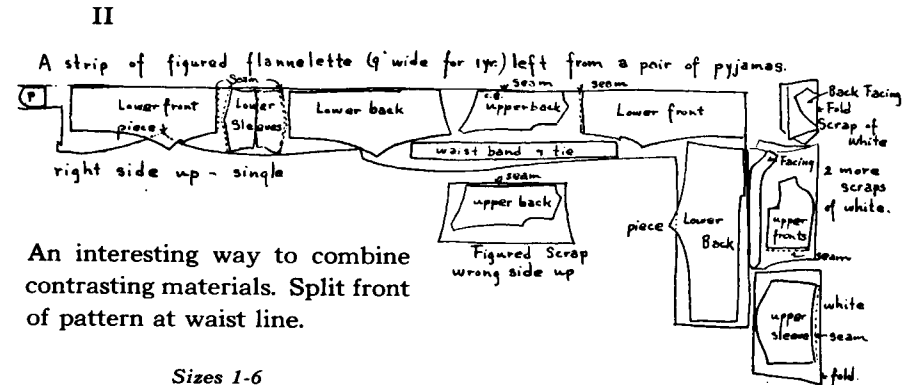 II
A strip of figured flannelette (9" wide for 1yr.) left from a pair of pyjamas.
P
Seam
seam
seam
Lower front
piece
Lower
Sleeves
Lower back
c.b.
upper back
Lower front
waist band & tie
right side up - single
seam
upper back
Figured Scrap
wrong side up
piece
Lower
Back
Back Facing
Fold
Scrap of
white
Facing
2 more
scraps
of white.
upper
fronts
seam
white
upper
sleeve
seam
fold.
An interesting way to combine
contrasting materials. Split front
of pattern at waist line.
Sizes 1-6